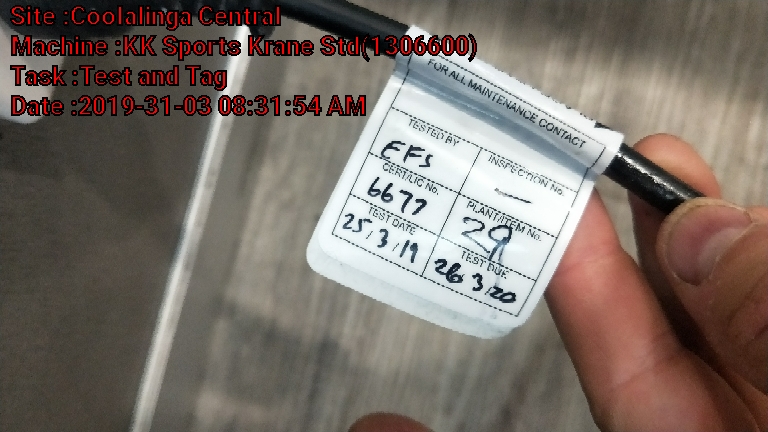 Site :Coolalinga Central
Machine :KK Sports Krane Std(1306600)
Task :Test and Tag
Date :2019-31-03 08:31:54 AM
FOR ALL MAINTENANCE CONTACT
TESTED BY
INSPECTION No.
EFS
—
CERT/LIC No.
PLANT/ITEM No.
6677
29
TEST DATE
TEST DUE
25/3/19
26/3/20